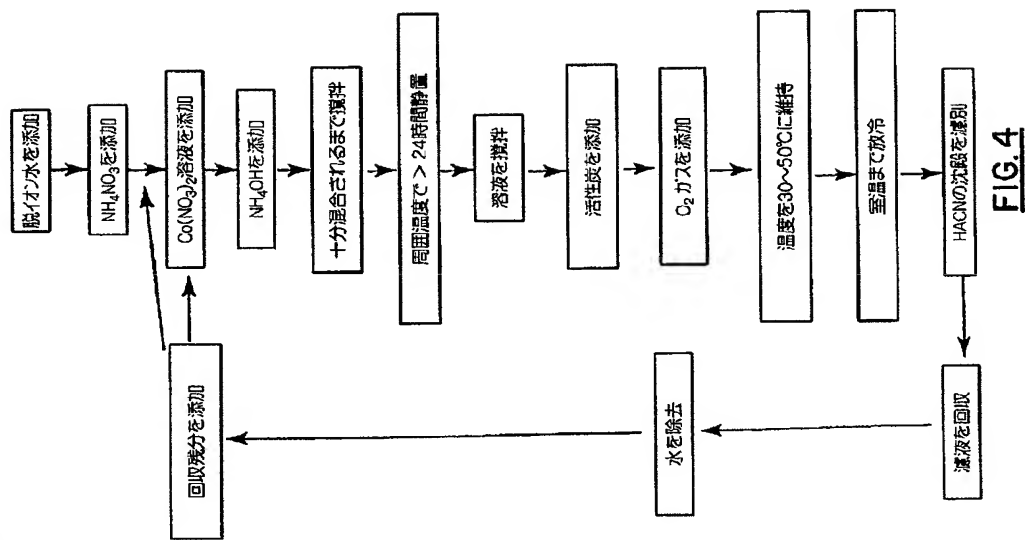 脱イオン水を添加
NH₄NO₃を添加
Co(NO₃)₂溶液を添加
NH₄OHを添加
十分混合されるまで撹拌
周囲温度で > 24時間静置
溶液を撹拌
活性炭を添加
O₂ガスを添加
温度を30~50℃に維持
室温まで放冷
HACNの沈殿を濾別
濾液を回収
水を除去
回収残分を添加
FIG. 4